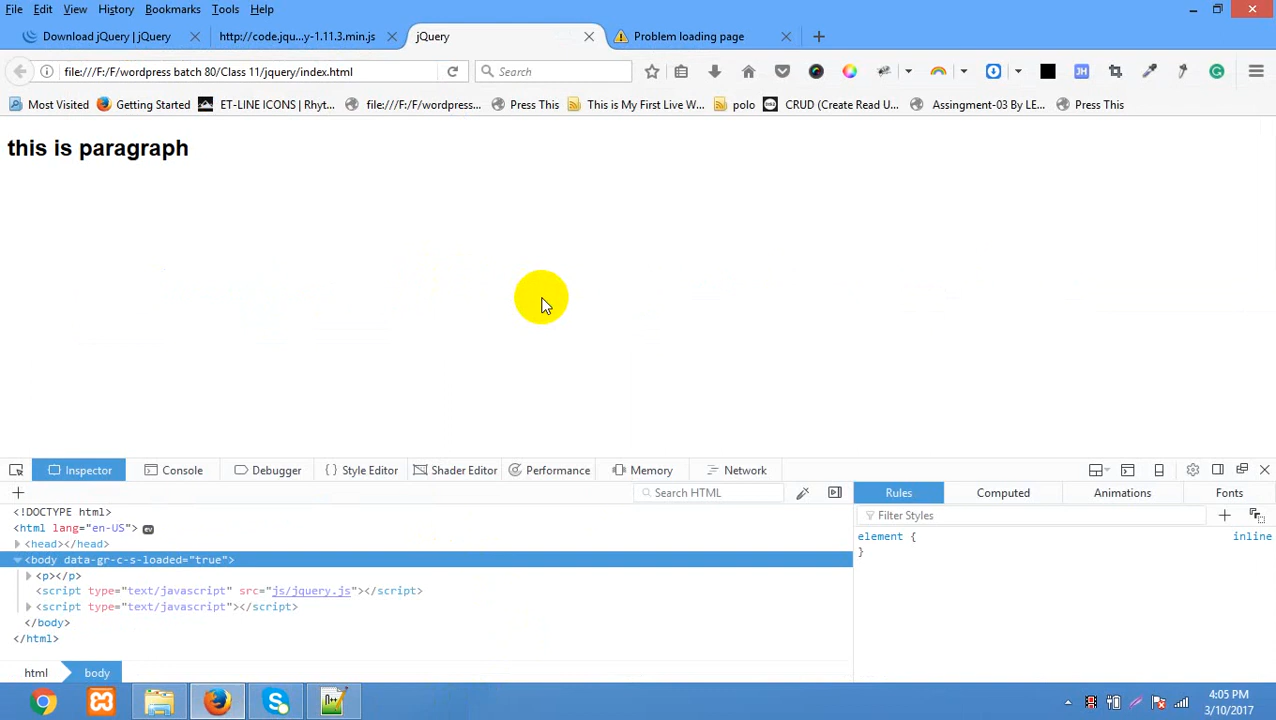 File Edit View History Bookmarks Tools Help
Download jQuery | jQuery http://code.jqu...y-1.11.3.min.js jQuery Problem loading page
file:///F:/wordpress batch 80/Class 11/jquery/index.html Search JH
Most Visited Getting Started ET-LINE ICONS | Rhyt... file:///F:/F/wordpress... Press This This is My First Live W... polo CRUD (Create Read U... Assingment-03 By LE... Press This
this is paragraph
Inspector Console Debugger Style Editor Shader Editor Performance Memory Network
Search HTML Rules Computed Animations Fonts
<!DOCTYPE html> Filter Styles
<html lang="en-US"> ev element { inline
<head></head> }
<body data-gr-c-s-loaded="true">
<p></p>
<script type="text/javascript" src="js/jquery.js"></script>
<script type="text/javascript"></script>
</body>
</html>
html body
4:05 PM
3/10/2017